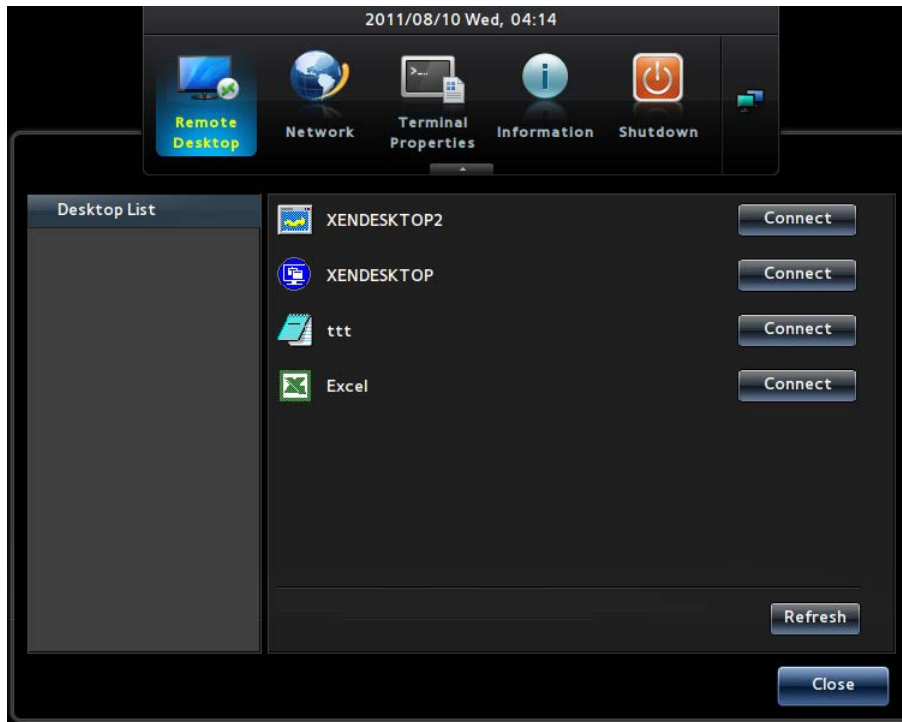 2011/08/10 Wed, 04:14
Remote Desktop
Network
Terminal Properties
Information
Shutdown
Desktop List
XENDESKTOP2 Connect
XENDESKTOP Connect
ttt Connect
Excel Connect
Refresh
Close